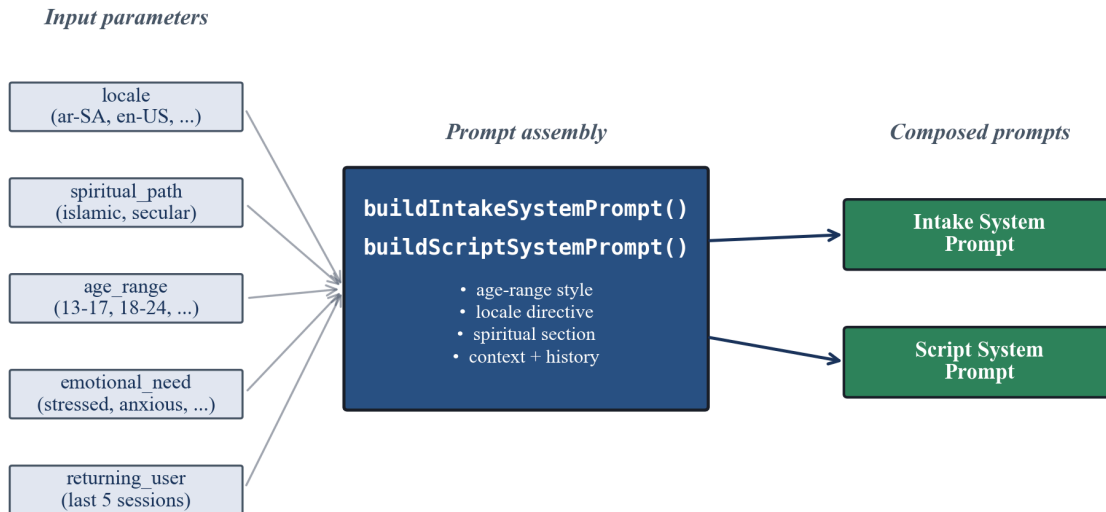 Input parameters
locale
(ar-SA, en-US, ...)
spiritual_path
(islamic, secular)
age_range
(13-17, 18-24, ...)
emotional_need
(stressed, anxious, ...)
returning_user
(last 5 sessions)
Prompt assembly
buildIntakeSystemPrompt()
buildScriptSystemPrompt()
• age-range style
• locale directive
• spiritual section
• context + history
Composed prompts
Intake System
Prompt
Script System
Prompt